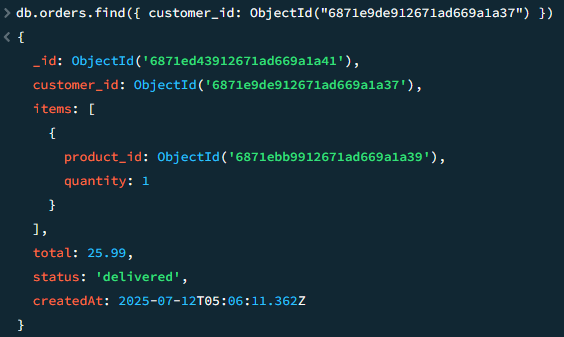 > db.orders.find({ customer_id: ObjectId("6871e9de912671ad669a1a37") })
< {
_id: ObjectId('6871ed43912671ad669a1a41'),
customer_id: ObjectId('6871e9de912671ad669a1a37'),
items: [
{
product_id: ObjectId('6871ebb9912671ad669a1a39'),
quantity: 1
}
],
total: 25.99,
status: 'delivered',
createdAt: 2025-07-12T05:06:11.362Z
}